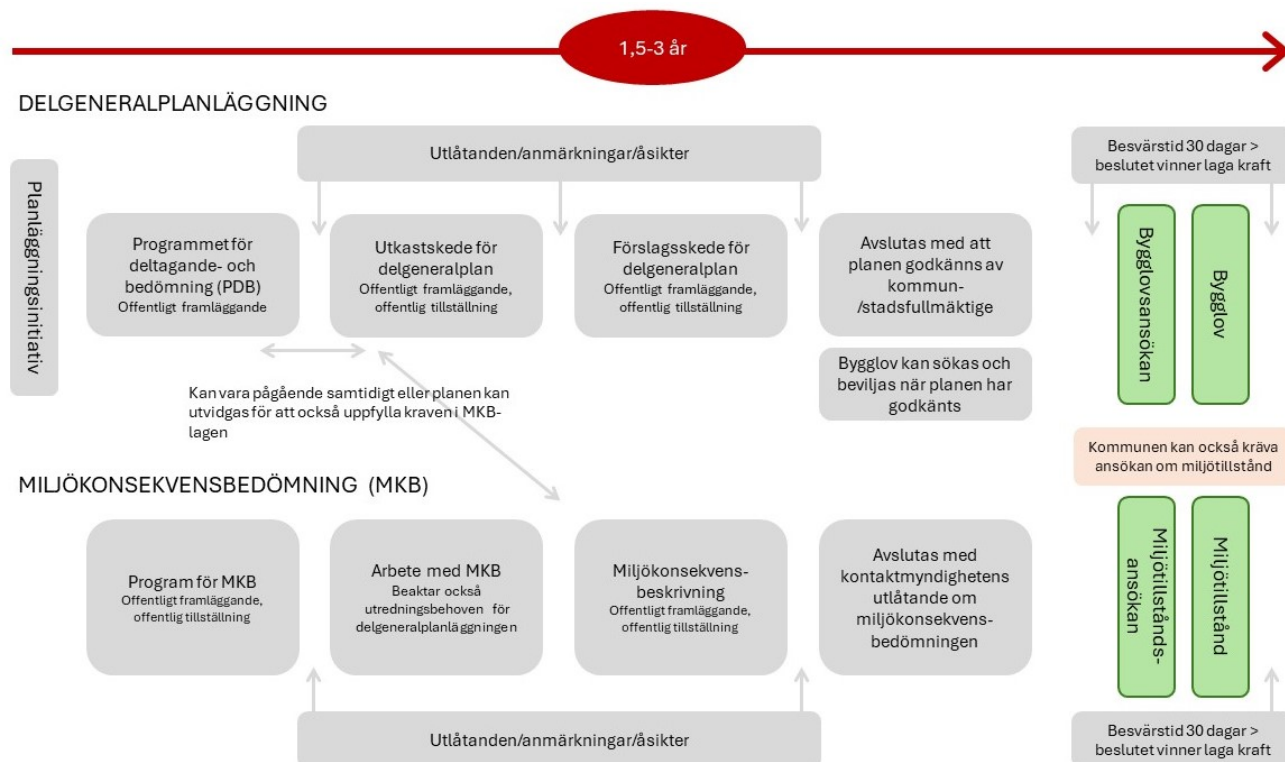 1,5-3 år
DELGENERALPLANLÄGGNING
Utlåtanden/anmärkningar/åsikter
Besvärstid 30 dagar >
beslutet vinner laga kraft
Planläggningsinitiativ
Programmet för
deltagande- och
bedömning (PDB)
Offentligt framläggande
Utkastskede för
delgeneralplan
Offentligt framläggande,
offentlig tillställning
Förslagsskede för
delgeneralplan
Offentligt framläggande,
offentlig tillställning
Avslutas med att
planen godkänns av
kommun-
/stadsfullmäktige
Bygglov kan sökas och
beviljas när planen har
godkänts
Bygglovsansökan
Bygglov
Kan vara pågående samtidigt eller planen kan
utvidgas för att också uppfylla kraven i MKB-
lagen
Kommunen kan också kräva
ansökan om miljötillstånd
MILJÖKONSEKVENSBEDÖMNING (MKB)
Program för MKB
Offentligt framläggande,
offentlig tillställning
Arbete med MKB
Beaktar också
utredningsbehoven för
delgeneralplanläggningen
Miljökonsekvens-
beskrivning
Offentligt framläggande,
offentlig tillställning
Avslutas med
kontaktmyndighetens
utlåtande om
miljökonsekvens-
bedömningen
Miljötillstånds-
ansökan
Miljötillstånd
Utlåtanden/anmärkningar/åsikter
Besvärstid 30 dagar >
beslutet vinner laga kraft